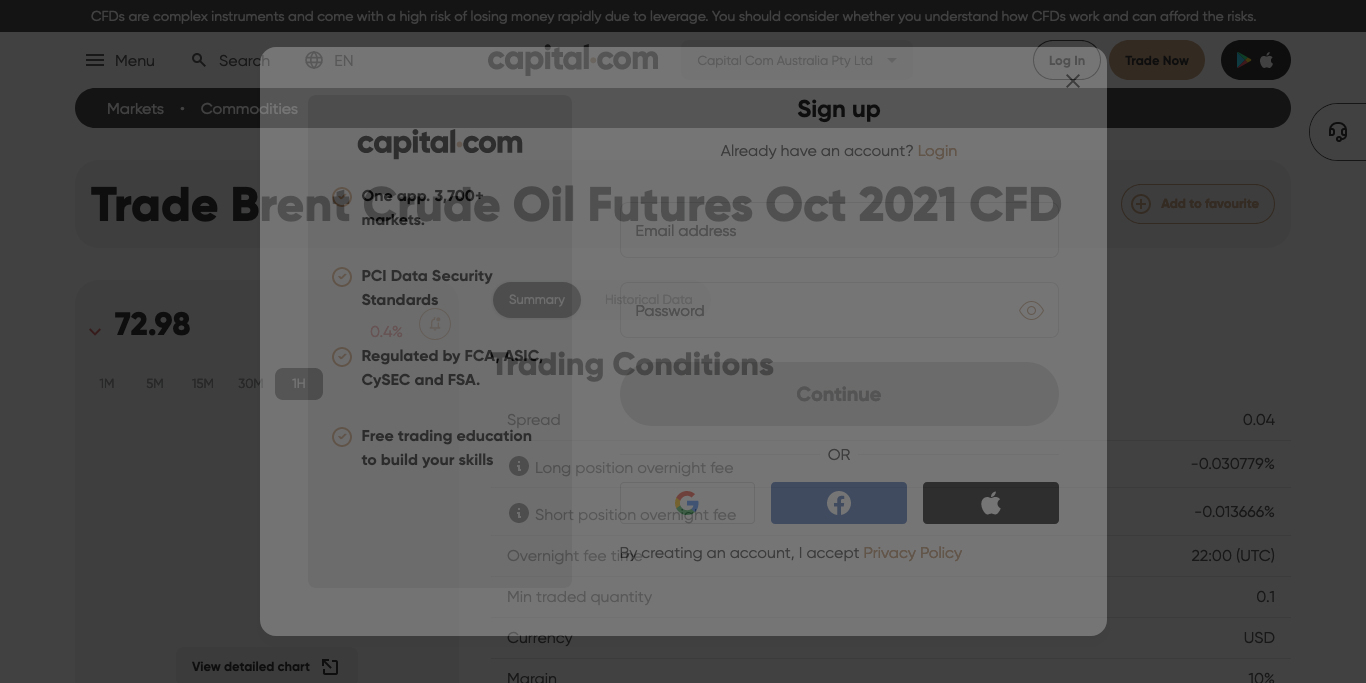 CFDs are complex instruments and come with a high risk of losing money rapidly due to leverage. You should consider whether you understand how CFDs work and can afford the risks.
Menu Search EN capital.com Capital Com Australia Pty Ltd Log In Trade Now
Markets • Commodities
Sign up
Already have an account? Login
capital.com
One app. 3,700+
markets.
PCI Data Security
Standards
Regulated by FCA, ASIC,
CySEC and FSA.
Free trading education
to build your skills
Email address
Password
Continue
OR
By creating an account, I accept Privacy Policy
Trade Brent Crude Oil Futures Oct 2021 CFD
Add to favourite
72.98
0.4%
1M 5M 15M 30M 1H
View detailed chart
Summary Historical Data
Trading Conditions
Spread 0.04
Long position overnight fee -0.030779%
Short position overnight fee -0.013666%
Overnight fee time 22:00 (UTC)
Min traded quantity 0.1
Currency USD
Margin 10%